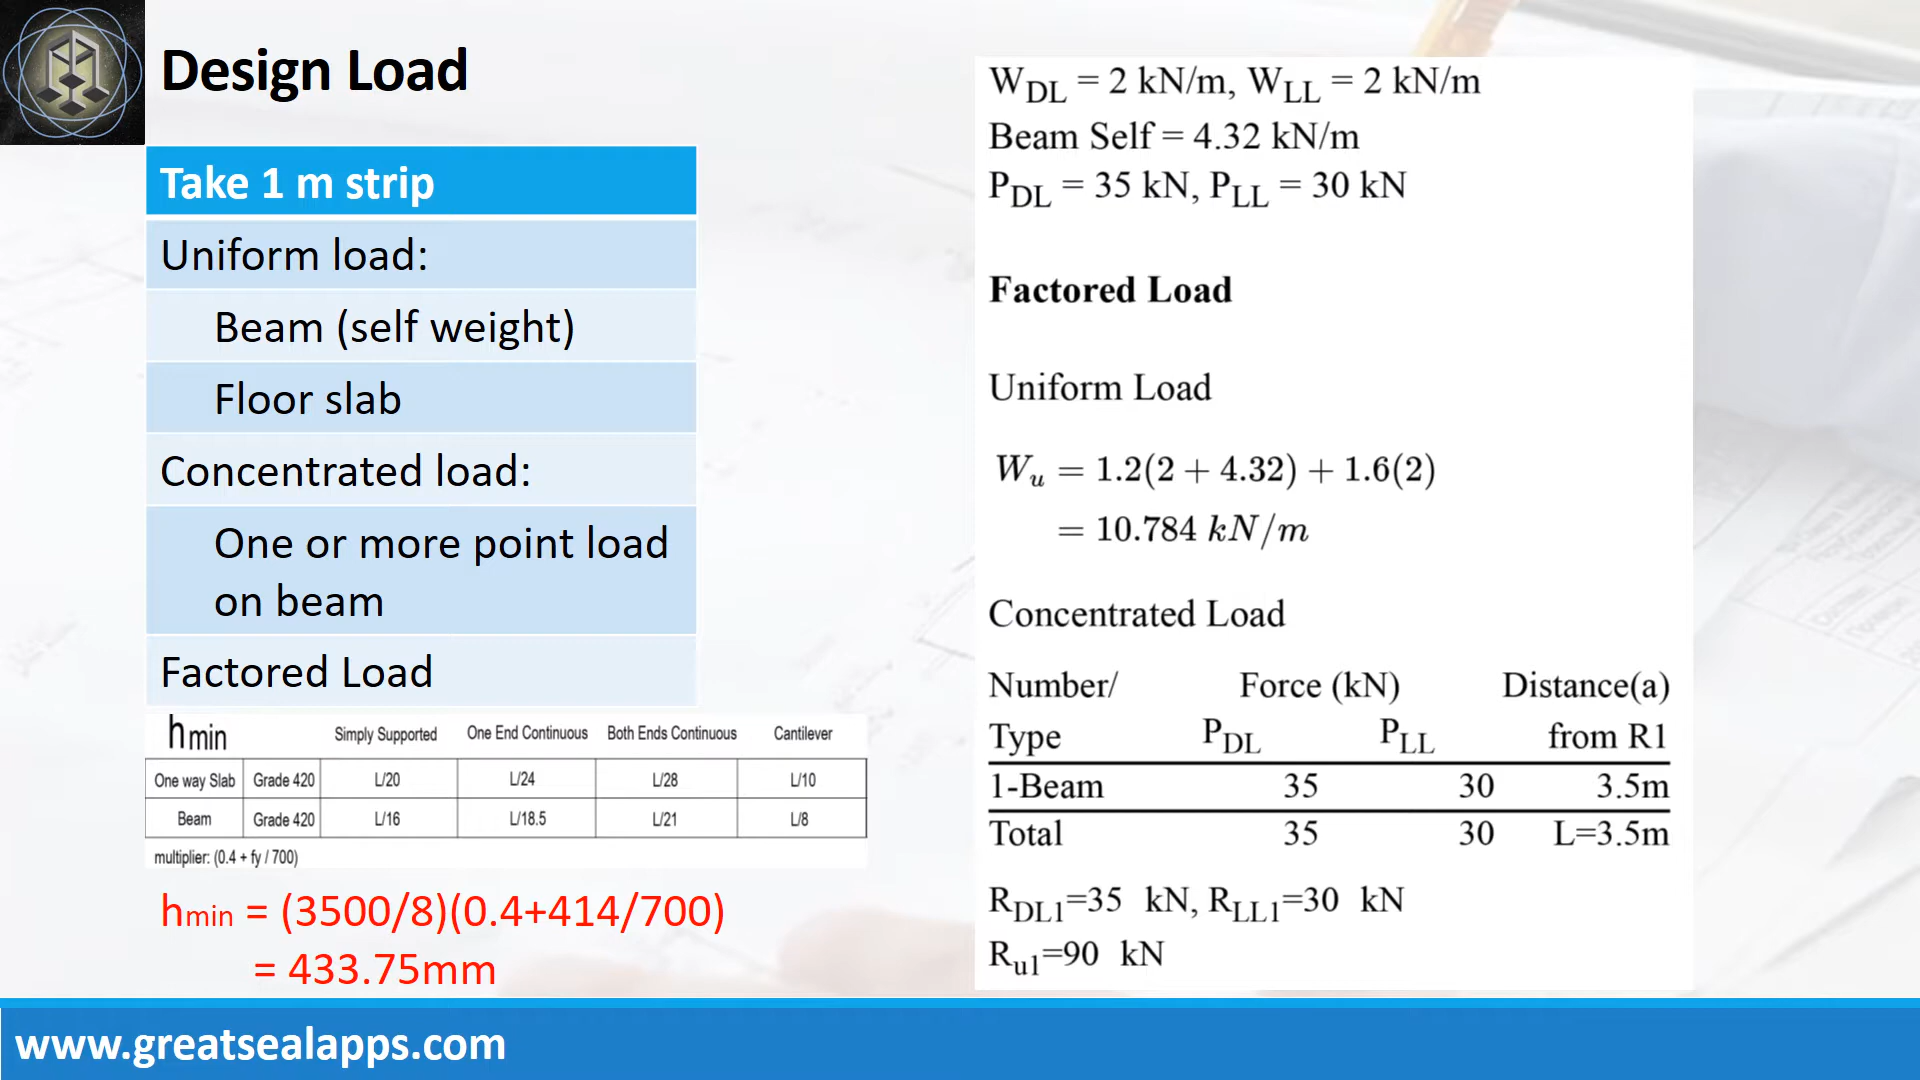 Design Load
Take 1 m strip
Uniform load:
Beam (self weight)
Floor slab
Concentrated load:
One or more point load
on beam
Factored Load
hmin Simply Supported One End Continuous Both Ends Continuous Cantilever
One way Slab Grade 420 L/20 L/24 L/28 L/10
Beam Grade 420 L/16 L/18.5 L/21 L/8
multiplier: (0.4 + fy / 700)
hmin = (3500/8)(0.4+414/700)
= 433.75mm
WDL = 2 kN/m, WLL = 2 kN/m
Beam Self = 4.32 kN/m
PDL = 35 kN, PLL = 30 kN
Factored Load
Uniform Load
Wu = 1.2(2 + 4.32) + 1.6(2)
= 10.784 kN/m
Concentrated Load
Number/ Force (kN) Distance(a)
Type PDL PLL from R1
1-Beam 35 30 3.5m
Total 35 30 L=3.5m
RDL1=35 kN, RLL1=30 kN
Ru1=90 kN
www.greatsealapps.com